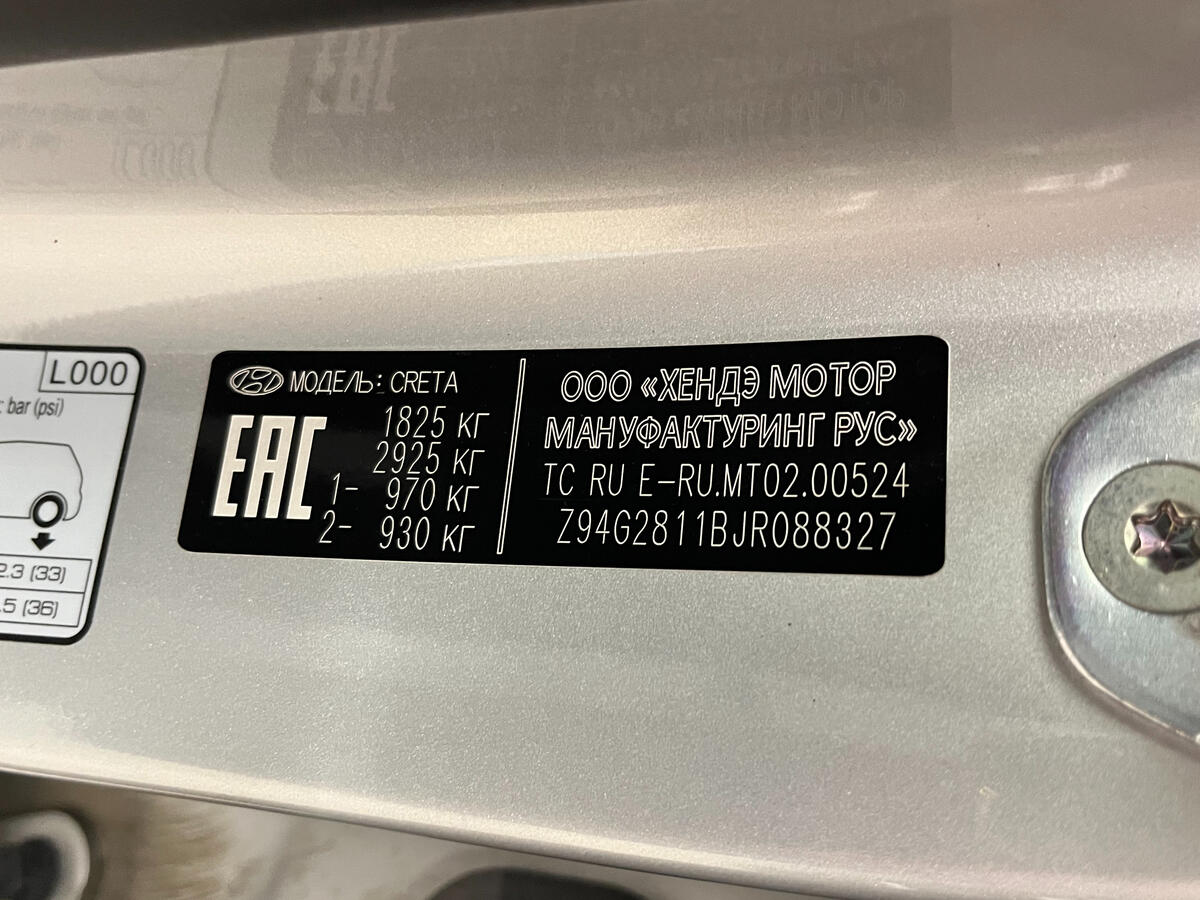 L000
: bar (psi)
2.3 (33)
.5 (36)
МОДЕЛЬ: CRETA
EAC
1825 КГ
2925 КГ
1- 970 КГ
2- 930 КГ
ООО «ХЕНДЭ МОТОР
МАНУФАКТУРИНГ РУС»
TC RU E-RU.MT02.00524
Z94G2811BJR088327